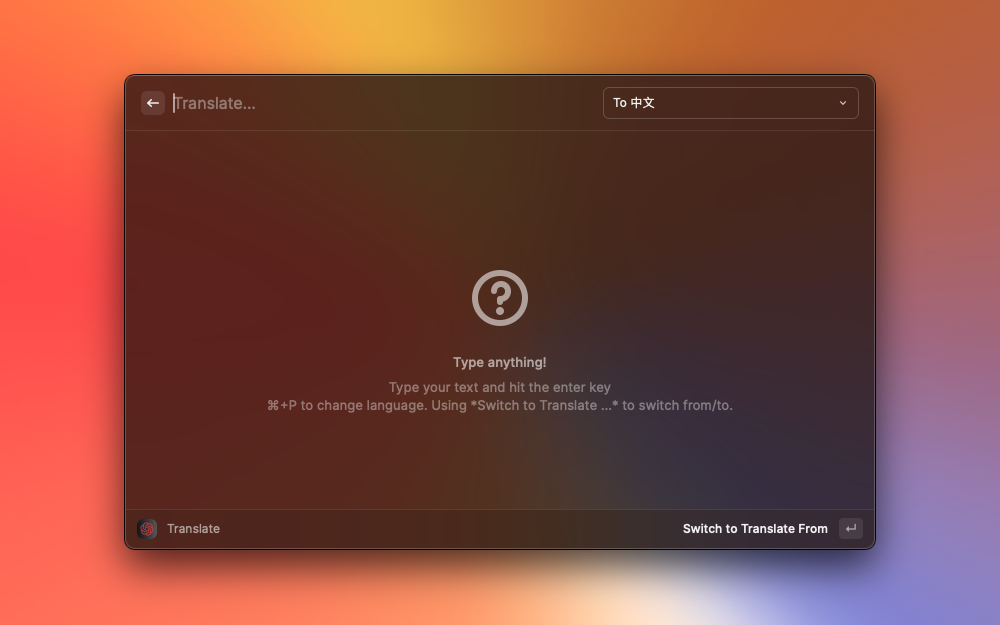 Translate...
To 中文
Type anything!
Type your text and hit the enter key
⌘+P to change language. Using *Switch to Translate ...* to switch from/to.
Translate
Switch to Translate From